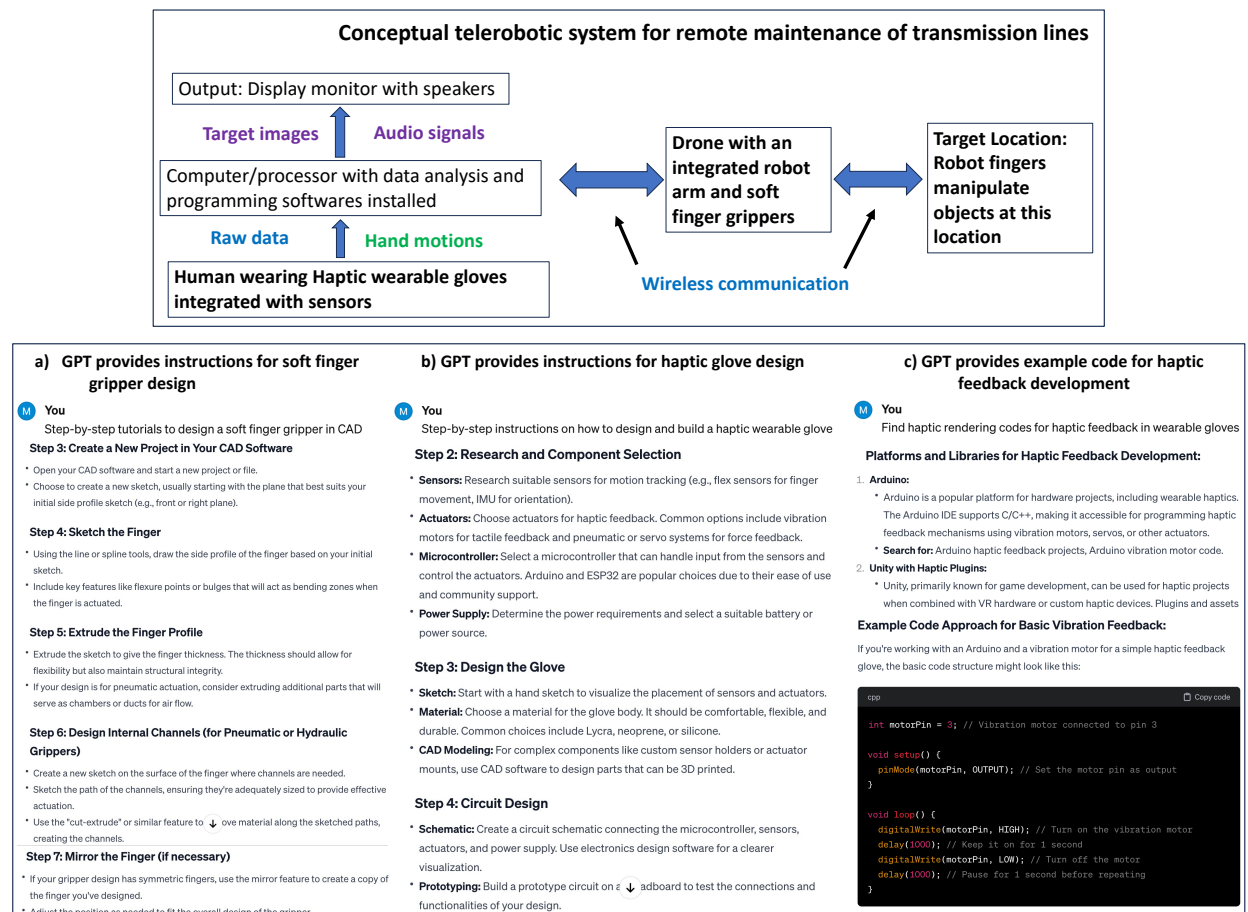 Conceptual telerobotic system for remote maintenance of transmission lines
Output: Display monitor with speakers
Target images
Audio signals
Computer/processor with data analysis and
programming softwares installed
Raw data
Hand motions
Human wearing Haptic wearable gloves
integrated with sensors
Drone with an
integrated robot
arm and soft
finger grippers
Target Location:
Robot fingers
manipulate
objects at this
location
Wireless communication
a) GPT provides instructions for soft finger
gripper design
M You
Step-by-step tutorials to design a soft finger gripper in CAD
Step 3: Create a New Project in Your CAD Software
• Open your CAD software and start a new project or file.
• Choose to create a new sketch, usually starting with the plane that best suits your
initial side profile sketch (e.g., front or right plane).
Step 4: Sketch the Finger
• Using the line or spline tools, draw the side profile of the finger based on your initial
sketch.
• Include key features like flexure points or bulges that will act as bending zones when
the finger is actuated.
Step 5: Extrude the Finger Profile
• Extrude the sketch to give the finger thickness. The thickness should allow for
flexibility but also maintain structural integrity.
• If your design is for pneumatic actuation, consider extruding additional parts that will
serve as chambers or ducts for air flow.
Step 6: Design Internal Channels (for Pneumatic or Hydraulic
Grippers)
• Create a new sketch on the surface of the finger where channels are needed.
• Sketch the path of the channels, ensuring they're adequately sized to provide effective
actuation.
• Use the "cut-extrude" or similar feature to ove material along the sketched paths,
creating the channels.
Step 7: Mirror the Finger (if necessary)
• If your gripper design has symmetric fingers, use the mirror feature to create a copy of
the finger you've designed.
• Adjust the position as needed to fit the overall design of the gripper.
b) GPT provides instructions for haptic glove design
M You
Step-by-step instructions on how to design and build a haptic wearable glove
Step 2: Research and Component Selection
• Sensors: Research suitable sensors for motion tracking (e.g., flex sensors for finger
movement, IMU for orientation).
• Actuators: Choose actuators for haptic feedback. Common options include vibration
motors for tactile feedback and pneumatic or servo systems for force feedback.
• Microcontroller: Select a microcontroller that can handle input from the sensors and
control the actuators. Arduino and ESP32 are popular choices due to their ease of use
and community support.
• Power Supply: Determine the power requirements and select a suitable battery or
power source.
Step 3: Design the Glove
• Sketch: Start with a hand sketch to visualize the placement of sensors and actuators.
• Material: Choose a material for the glove body. It should be comfortable, flexible, and
durable. Common choices include Lycra, neoprene, or silicone.
• CAD Modeling: For complex components like custom sensor holders or actuator
mounts, use CAD software to design parts that can be 3D printed.
Step 4: Circuit Design
• Schematic: Create a circuit schematic connecting the microcontroller, sensors,
actuators, and power supply. Use electronics design software for a clearer
visualization.
• Prototyping: Build a prototype circuit on a adboard to test the connections and
functionalities of your design.
c) GPT provides example code for haptic
feedback development
M You
Find haptic rendering codes for haptic feedback in wearable gloves
Platforms and Libraries for Haptic Feedback Development:
1. Arduino:
• Arduino is a popular platform for hardware projects, including wearable haptics.
The Arduino IDE supports C/C++, making it accessible for programming haptic
feedback mechanisms using vibration motors, servos, or other actuators.
• Search for: Arduino haptic feedback projects, Arduino vibration motor code.
2. Unity with Haptic Plugins:
• Unity, primarily known for game development, can be used for haptic projects
when combined with VR hardware or custom haptic devices. Plugins and assets
Example Code Approach for Basic Vibration Feedback:
If you're working with an Arduino and a vibration motor for a simple haptic feedback
glove, the basic code structure might look like this:
cpp Copy code
int motorPin = 3; // Vibration motor connected to pin 3
void setup() {
pinMode(motorPin, OUTPUT); // Set the motor pin as output
}
void loop() {
digitalWrite(motorPin, HIGH); // Turn on the vibration motor
delay(1000); // Keep it on for 1 second
digitalWrite(motorPin, LOW); // Turn off the motor
delay(1000); // Pause for 1 second before repeating
}